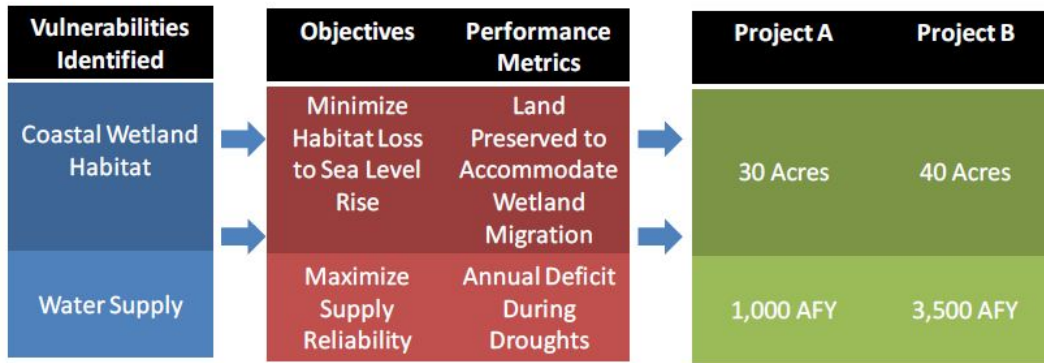 Vulnerabilities
Identified
Coastal Wetland
Habitat
Water Supply
Objectives
Performance
Metrics
Minimize
Habitat Loss
to Sea Level
Rise
Land
Preserved to
Accommodate
Wetland
Migration
Maximize
Supply
Reliability
Annual Deficit
During
Droughts
Project A
Project B
30 Acres
40 Acres
1,000 AFY
3,500 AFY